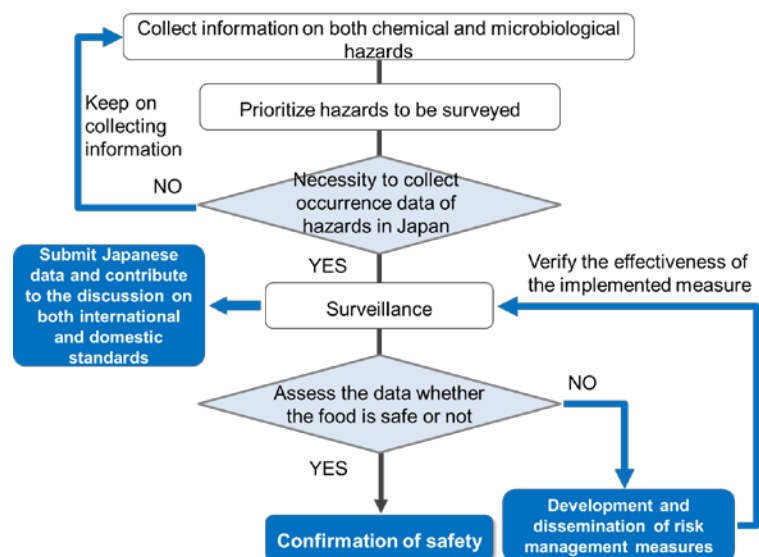 Collect information on both chemical and microbiological
hazards
Keep on
collecting
information
Prioritize hazards to be surveyed
NO
Necessity to collect
occurrence data of
hazards in Japan
YES
Submit Japanese
data and contribute
to the discussion on
both international
and domestic
standards
Surveillance
Verify the effectiveness of
the implemented measure
Assess the data whether
the food is safe or not
NO
YES
Confirmation of safety
Development and
dissemination of risk
management measures